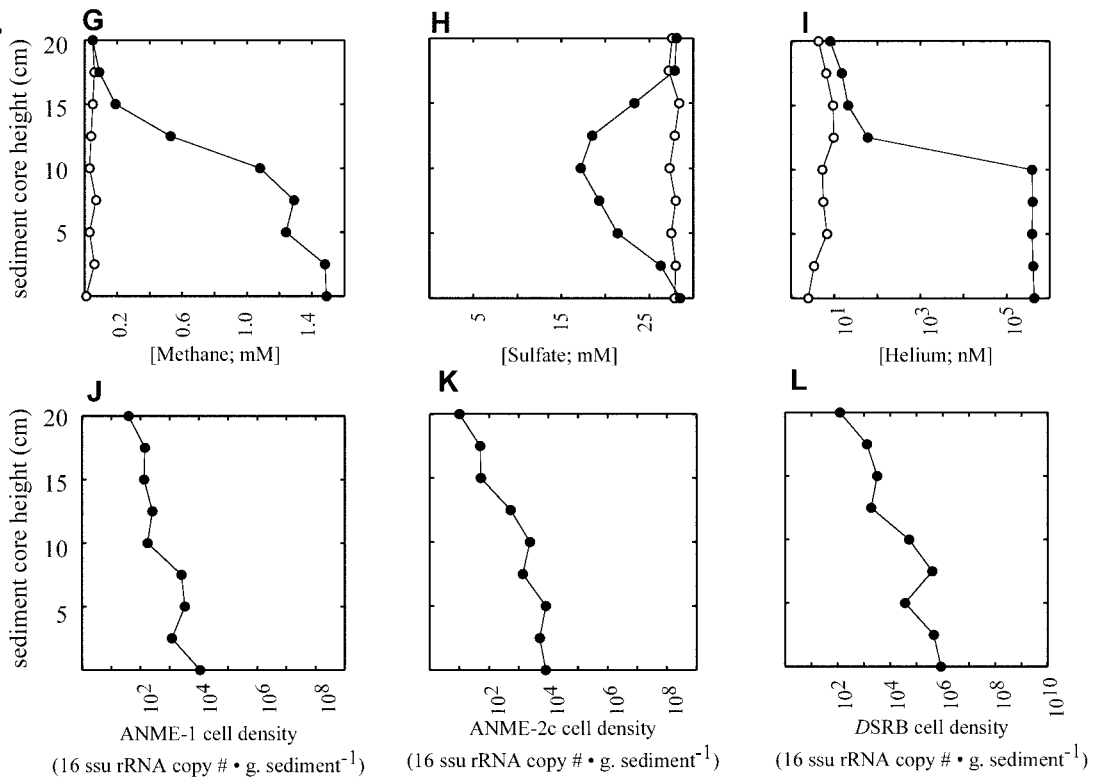 G
H
I
sediment core height (cm)
20
15
10
5
0.2
0.6
1.0
1.4
[Methane; mM]
5
15
25
[Sulfate; mM]
10¹
10³
10⁵
[Helium; nM]
J
K
L
sediment core height (cm)
20
15
10
5
10²
10⁴
10⁶
10⁸
ANME-1 cell density
(16 ssu rRNA copy # • g. sediment⁻¹)
10²
10⁴
10⁶
10⁸
ANME-2c cell density
(16 ssu rRNA copy # • g. sediment⁻¹)
10²
10⁴
10⁶
10⁸
10¹⁰
DSRB cell density
(16 ssu rRNA copy # • g. sediment⁻¹)